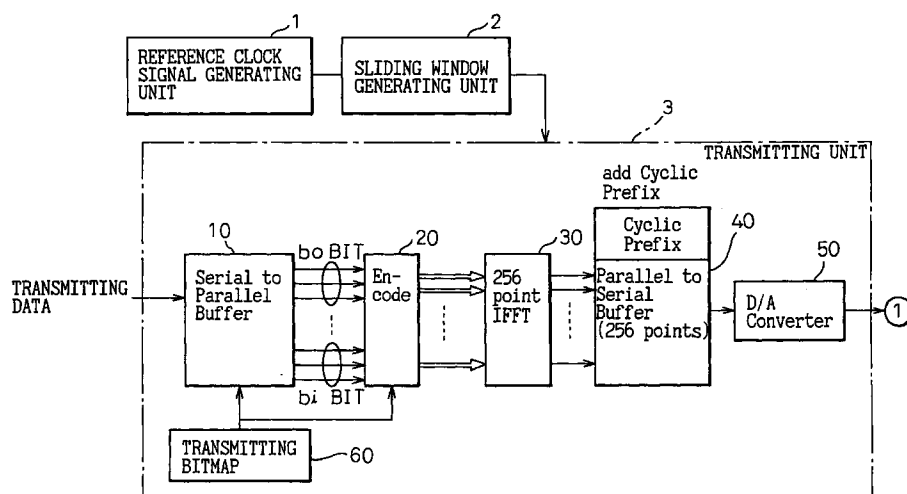 1
2
REFERENCE CLOCK
SIGNAL GENERATING
UNIT
SLIDING WINDOW
GENERATING UNIT
3
TRANSMITTING UNIT
add Cyclic
Prefix
10
bo BIT
20
30
Cyclic
Prefix
40
50
Serial to
Parallel
Buffer
En-
code
256
point
IFFT
Parallel to
Serial
Buffer
(256 points)
D/A
Converter
1
TRANSMITTING
DATA
bi BIT
TRANSMITTING
BITMAP
60